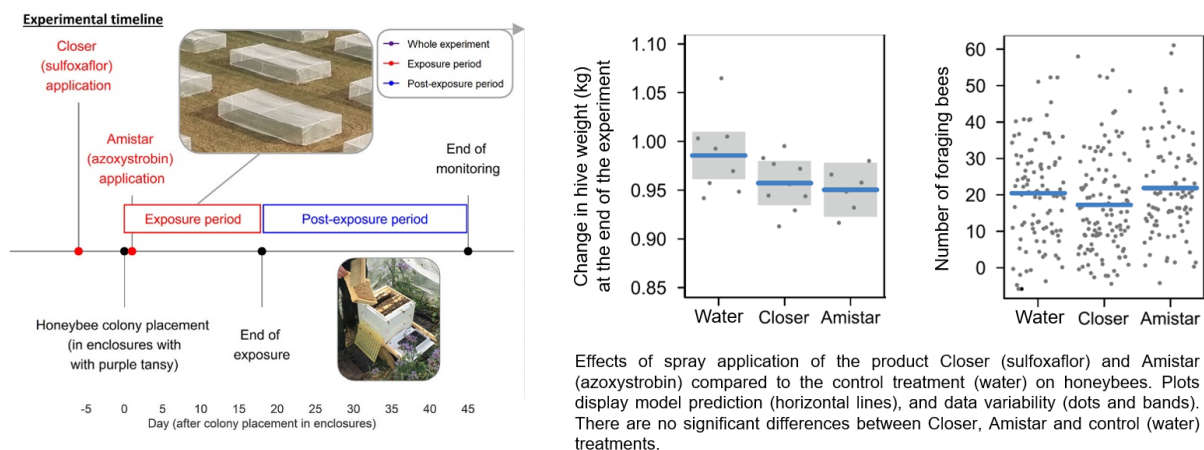 Experimental timeline
Closer
(sulfoxaflor)
application
Whole experiment
Exposure period
Post-exposure period
Amistar
(azoxystrobin)
application
End of
monitoring
Exposure period
Post-exposure period
Honeybee colony placement
(in enclosures with
with purple tansy)
End of
exposure
-5 0 5 10 15 20 25 30 35 40 45
Day (after colony placement in enclosures)
Change in hive weight (kg)
at the end of the experiment
1.10
1.05
1.00
0.95
0.90
0.85
Water Closer Amistar
Number of foraging bees
60
50
40
30
20
10
0
Water Closer Amistar
Effects of spray application of the product Closer (sulfoxaflor) and Amistar
(azoxystrobin) compared to the control treatment (water) on honeybees. Plots
display model prediction (horizontal lines), and data variability (dots and bands).
There are no significant differences between Closer, Amistar and control (water)
treatments.